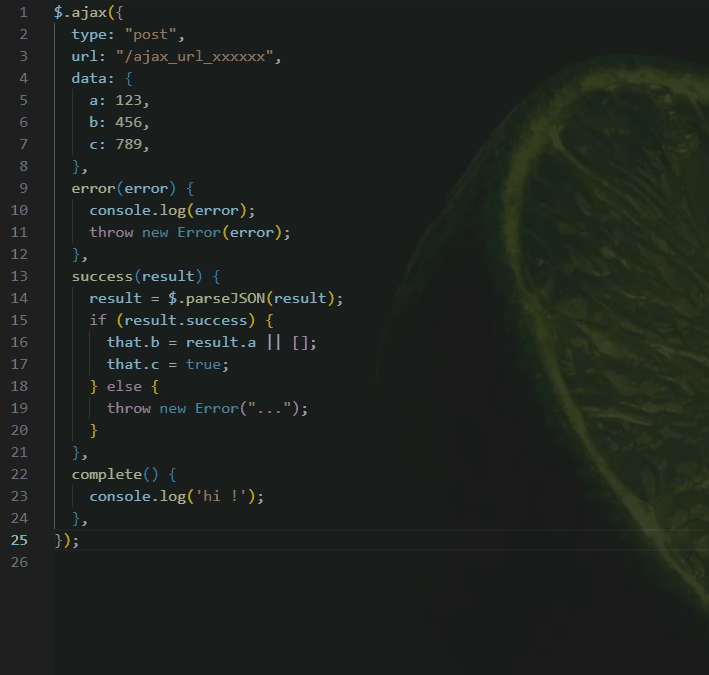 1 $.ajax({
2   type: "post",
3   url: "/ajax_url_xxxxxx",
4   data: {
5     a: 123,
6     b: 456,
7     c: 789,
8   },
9   error(error) {
10     console.log(error);
11     throw new Error(error);
12   },
13   success(result) {
14     result = $.parseJSON(result);
15     if (result.success) {
16       that.b = result.a || [];
17       that.c = true;
18     } else {
19       throw new Error("...");
20     }
21   },
22   complete() {
23     console.log('hi !');
24   },
25 });
26